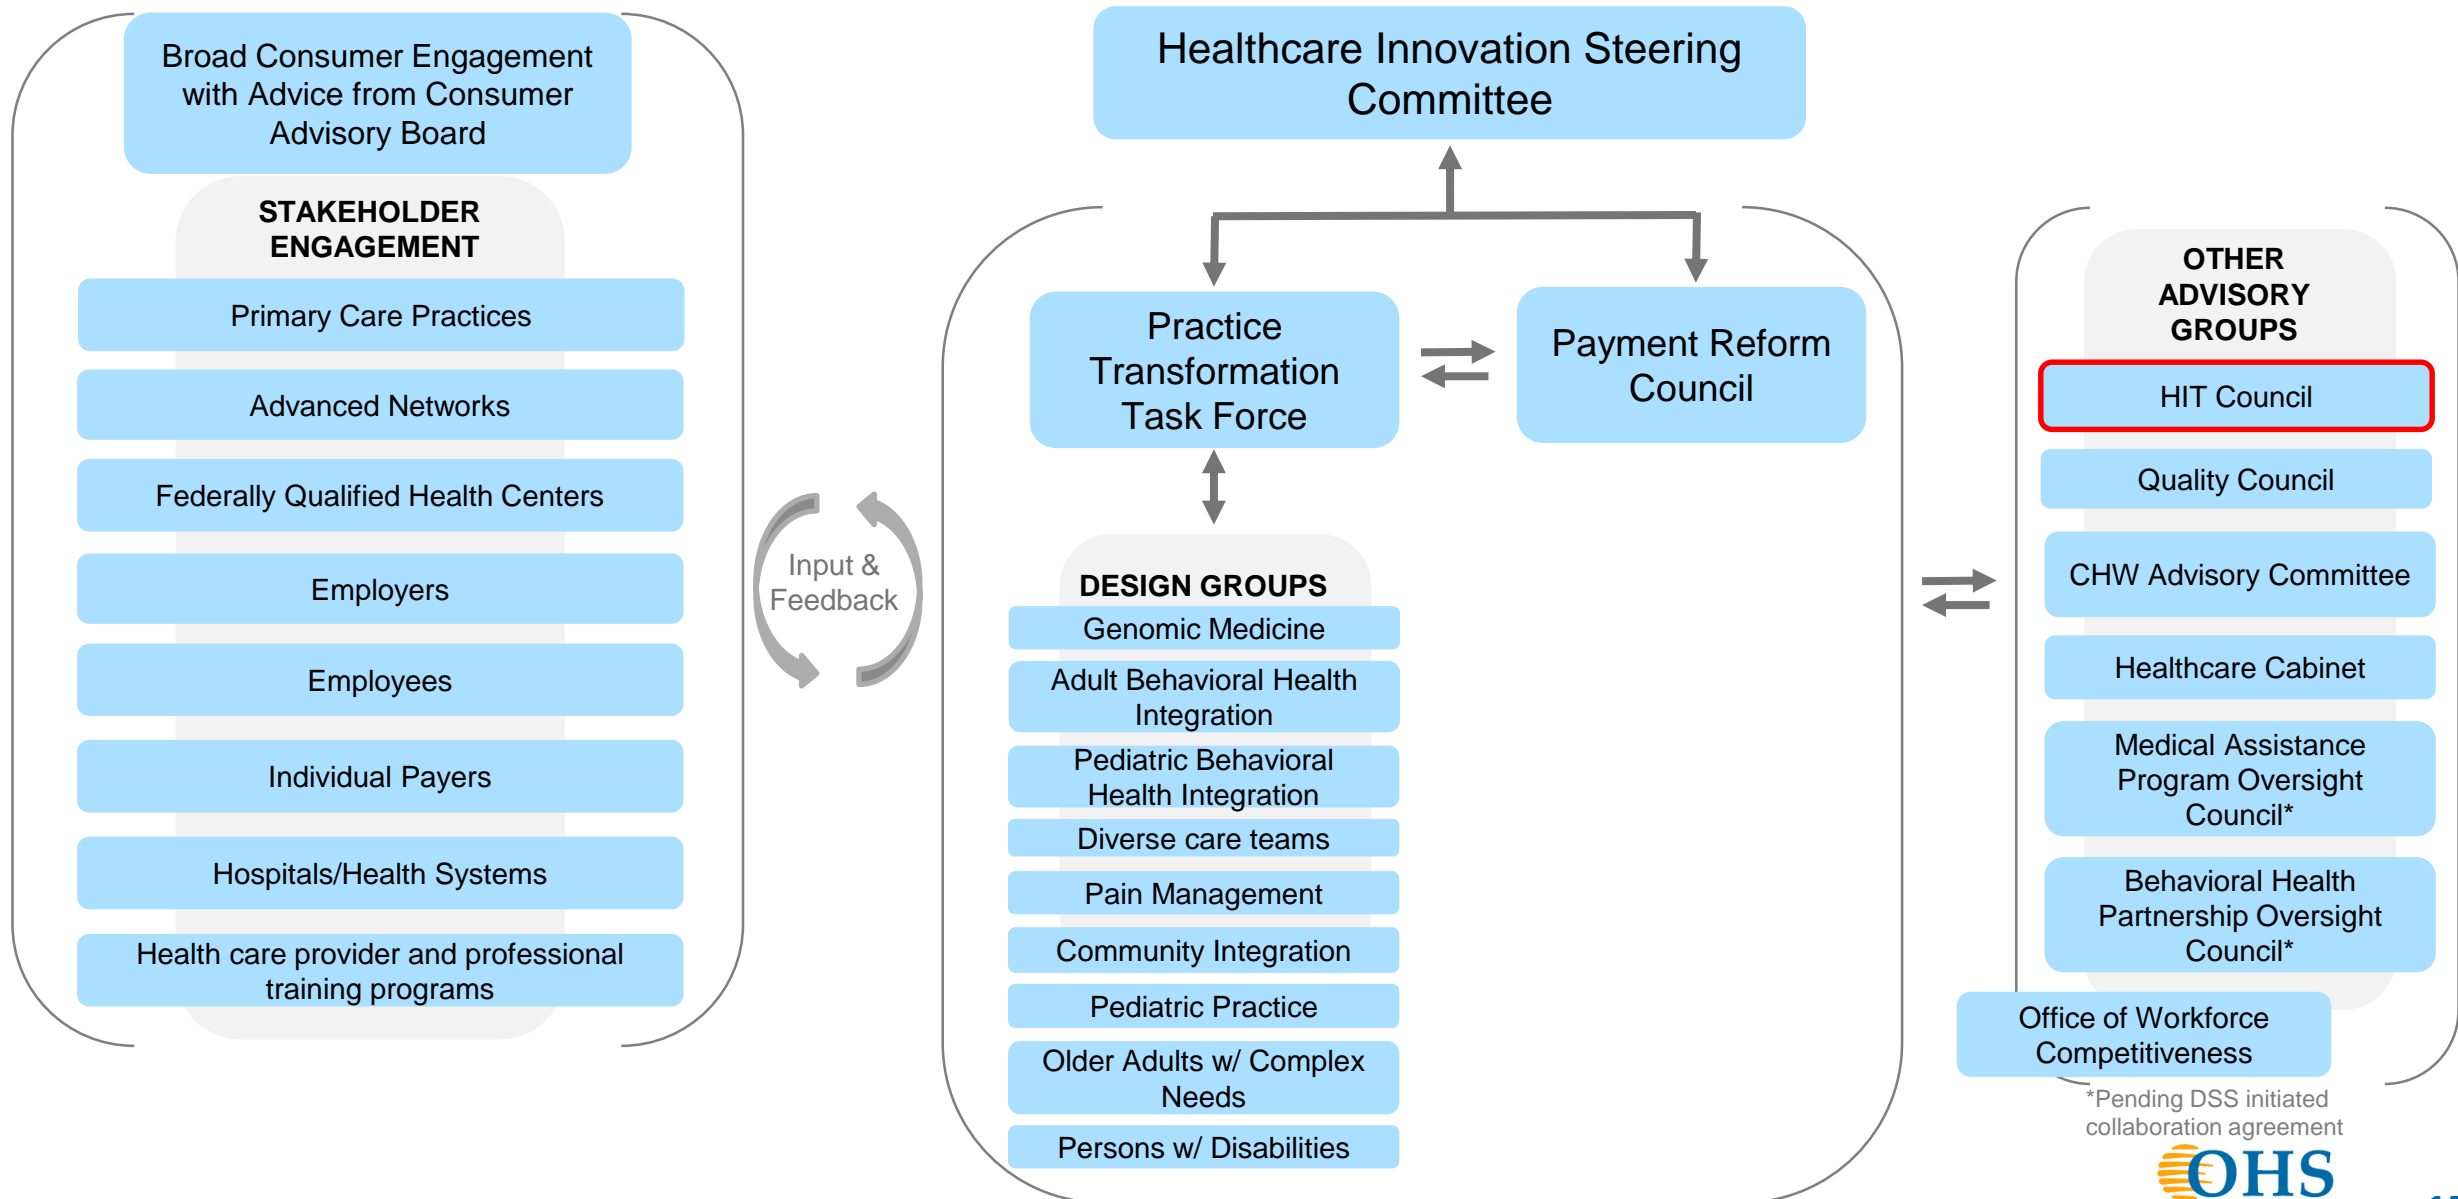 Broad Consumer Engagement
with Advice from Consumer
Advisory Board
STAKEHOLDER
ENGAGEMENT
Primary Care Practices
Advanced Networks
Federally Qualified Health Centers
Employers
Employees
Individual Payers
Hospitals/Health Systems
Health care provider and professional
training programs
Input &
Feedback
Healthcare Innovation Steering
Committee
Practice
Transformation
Task Force
Payment Reform
Council
DESIGN GROUPS
Genomic Medicine
Adult Behavioral Health
Integration
Pediatric Behavioral
Health Integration
Diverse care teams
Pain Management
Community Integration
Pediatric Practice
Older Adults w/ Complex
Needs
Persons w/ Disabilities
OTHER
ADVISORY
GROUPS
HIT Council
Quality Council
CHW Advisory Committee
Healthcare Cabinet
Medical Assistance
Program Oversight
Council*
Behavioral Health
Partnership Oversight
Council*
Office of Workforce
Competitiveness
*Pending DSS initiated
collaboration agreement
OHS